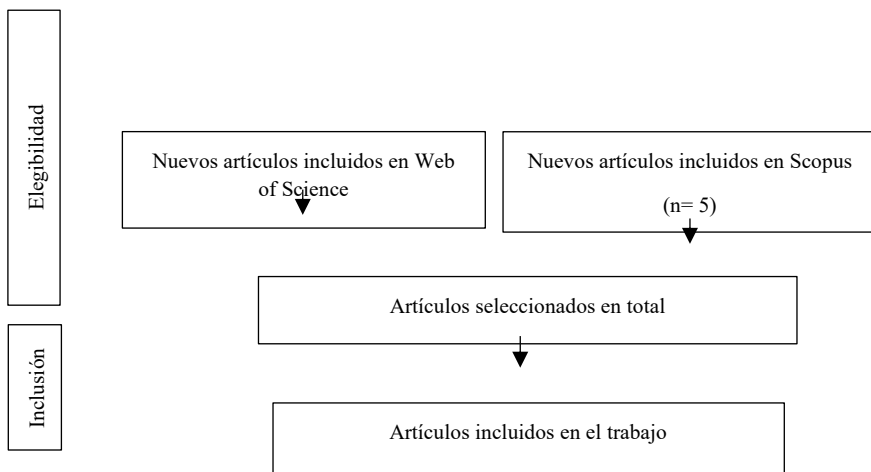 Elegibilidad
Nuevos artículos incluidos en Web
of Science
Nuevos artículos incluidos en Scopus
(n= 5)
Artículos seleccionados en total
Inclusión
Artículos incluidos en el trabajo